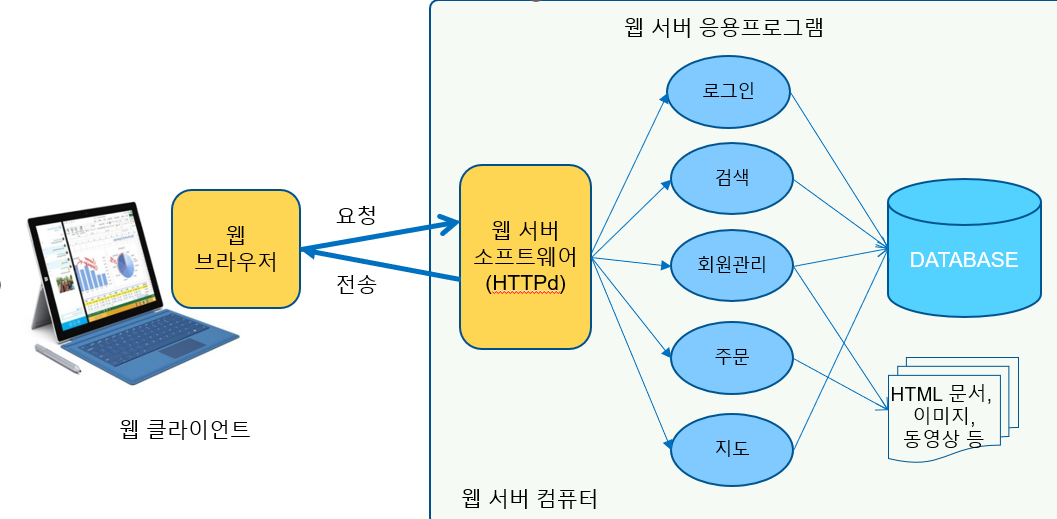 웹 서버 응용프로그램
로그인
검색
회원관리
주문
지도
웹
브라우저
요청
전송
웹 서버
소프트웨어
(HTTPd)
DATABASE
HTML 문서,
이미지,
동영상 등
웹 클라이언트
웹 서버 컴퓨터